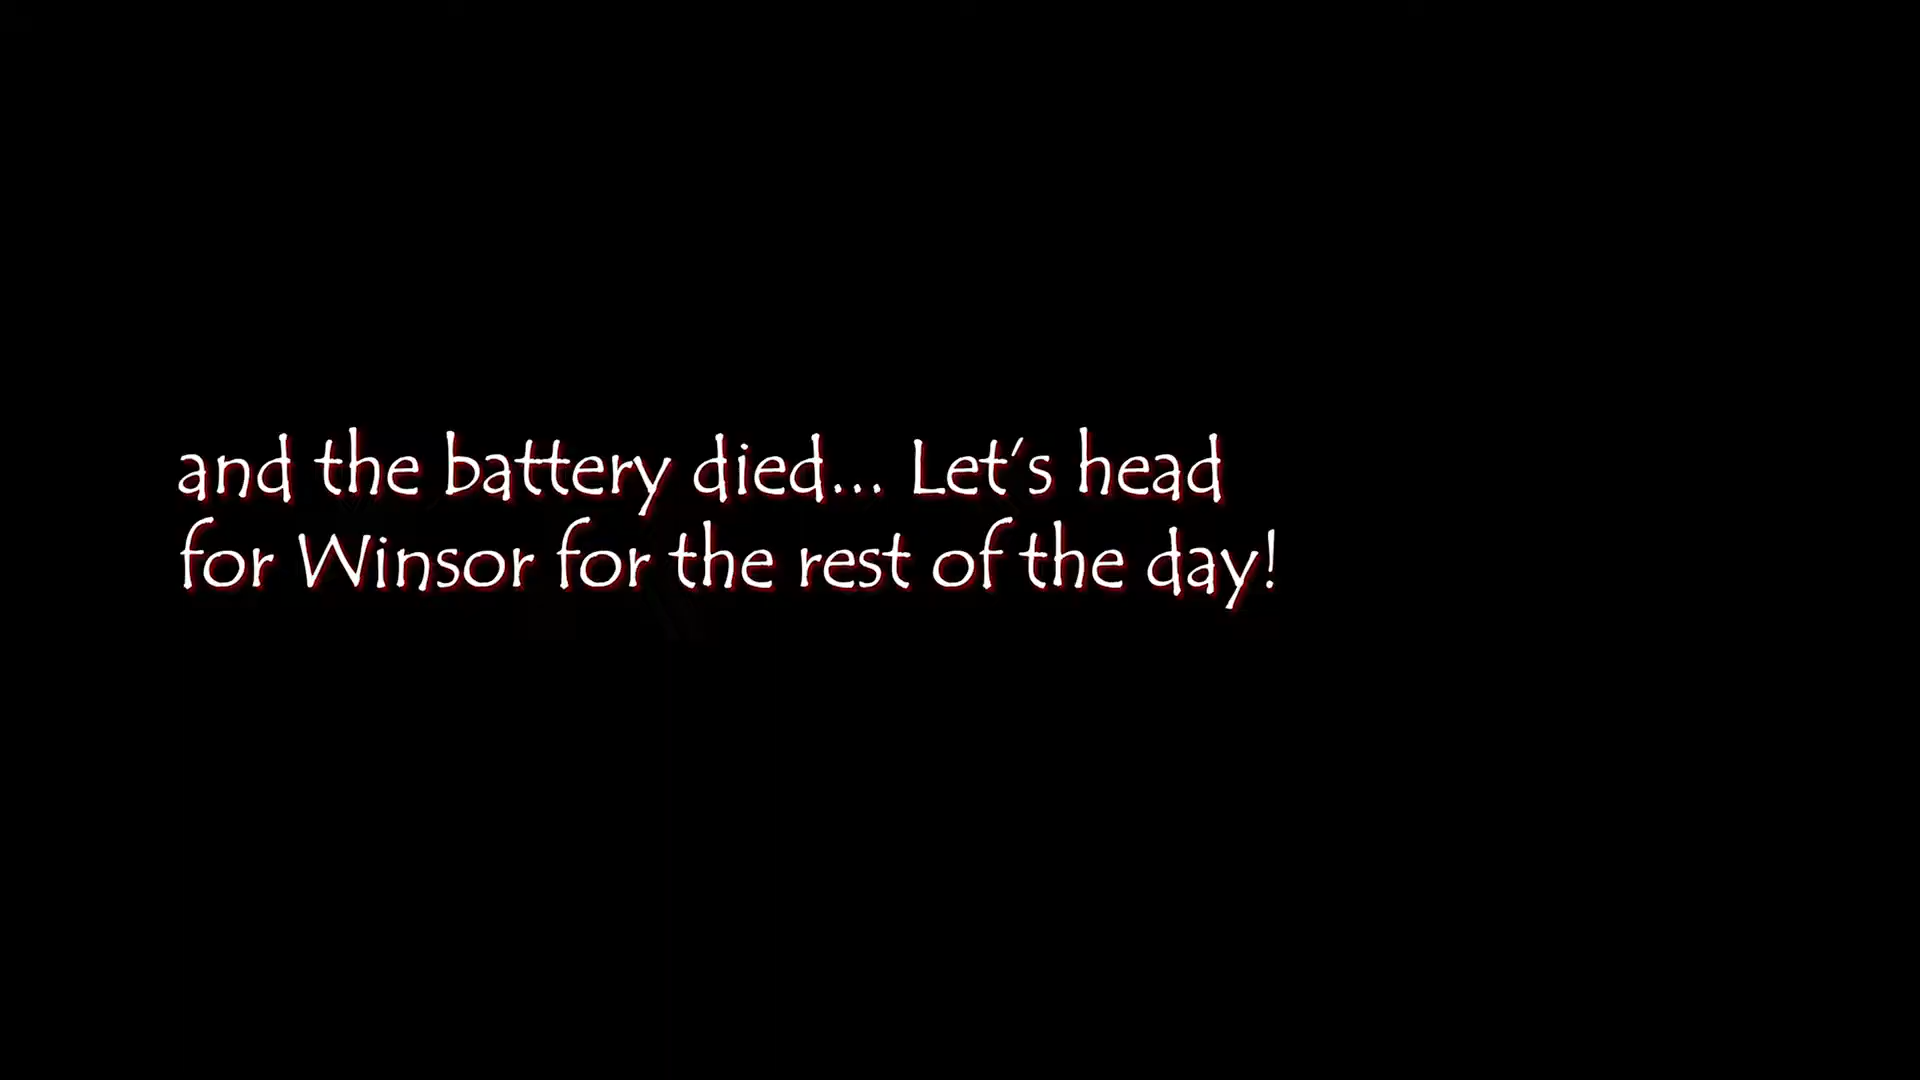 and the battery died... Let's head
for Winsor for the rest of the day!